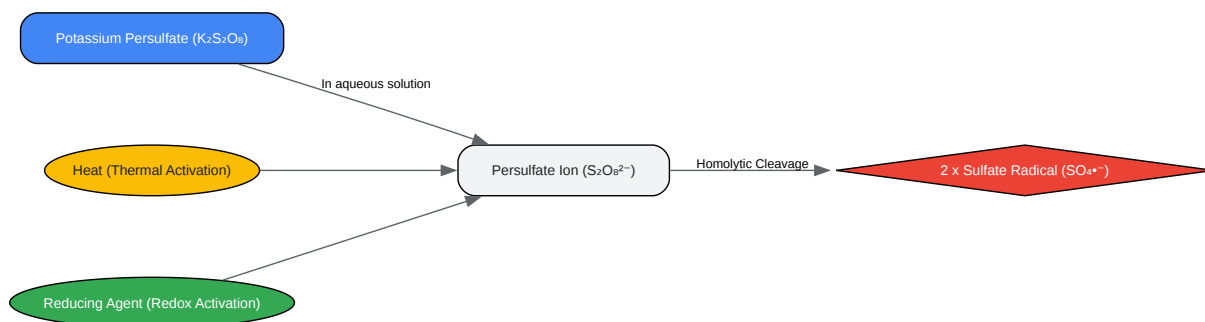 Potassium Persulfate (K₂S₂O₈)
In aqueous solution
Heat (Thermal Activation)
Persulfate Ion (S₂O₈²⁻)
Homolytic Cleavage
2 x Sulfate Radical (SO₄•⁻)
Reducing Agent (Redox Activation)